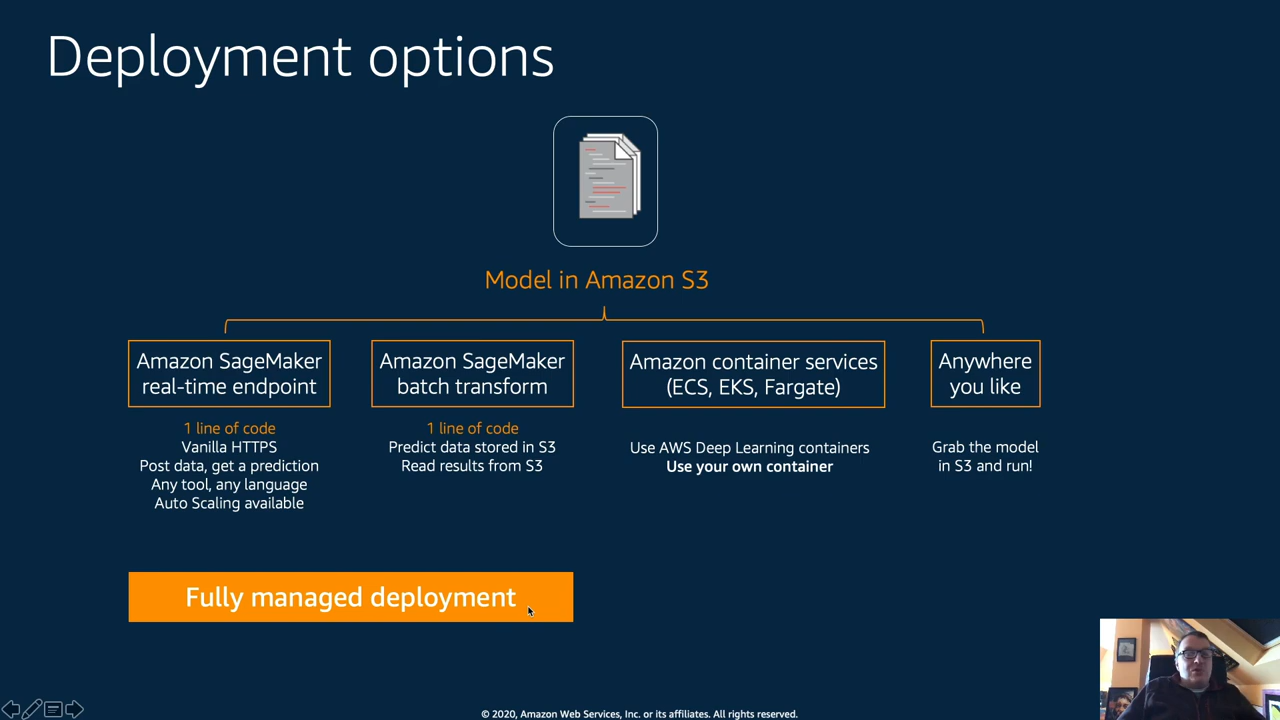 Deployment options
Model in Amazon S3
Amazon SageMaker
real-time endpoint
1 line of code
Vanilla HTTPS
Post data, get a prediction
Any tool, any language
Auto Scaling available
Amazon SageMaker
batch transform
1 line of code
Predict data stored in S3
Read results from S3
Amazon container services
(ECS, EKS, Fargate)
Use AWS Deep Learning containers
Use your own container
Anywhere
you like
Grab the model
in S3 and run!
Fully managed deployment
© 2020, Amazon Web Services, Inc. or its affiliates. All rights reserved.